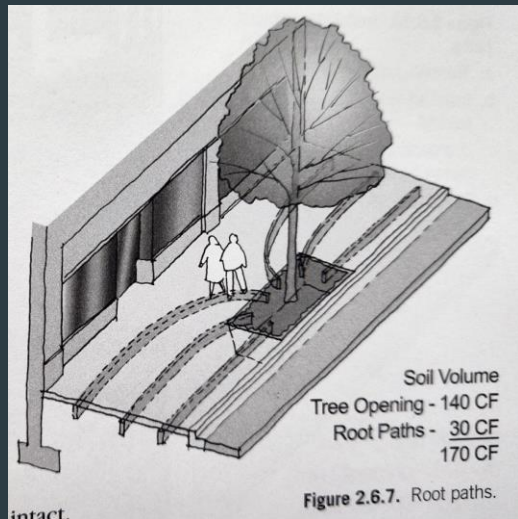 Soil Volume
Tree Opening - 140 CF
Root Paths - 30 CF
170 CF
Figure 2.6.7. Root paths.
intact.